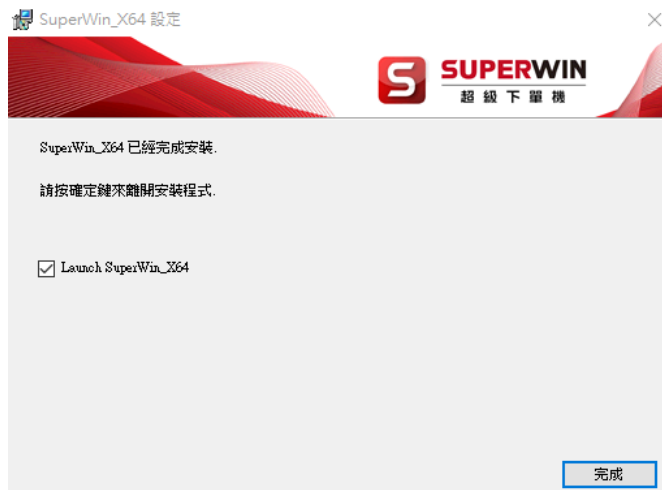 SuperWin_X64 設定
SUPERWIN
超級下單機
SuperWin_X64 已經完成安裝.
請按確定鍵來離開安裝程式.
Launch SuperWin_X64
完成